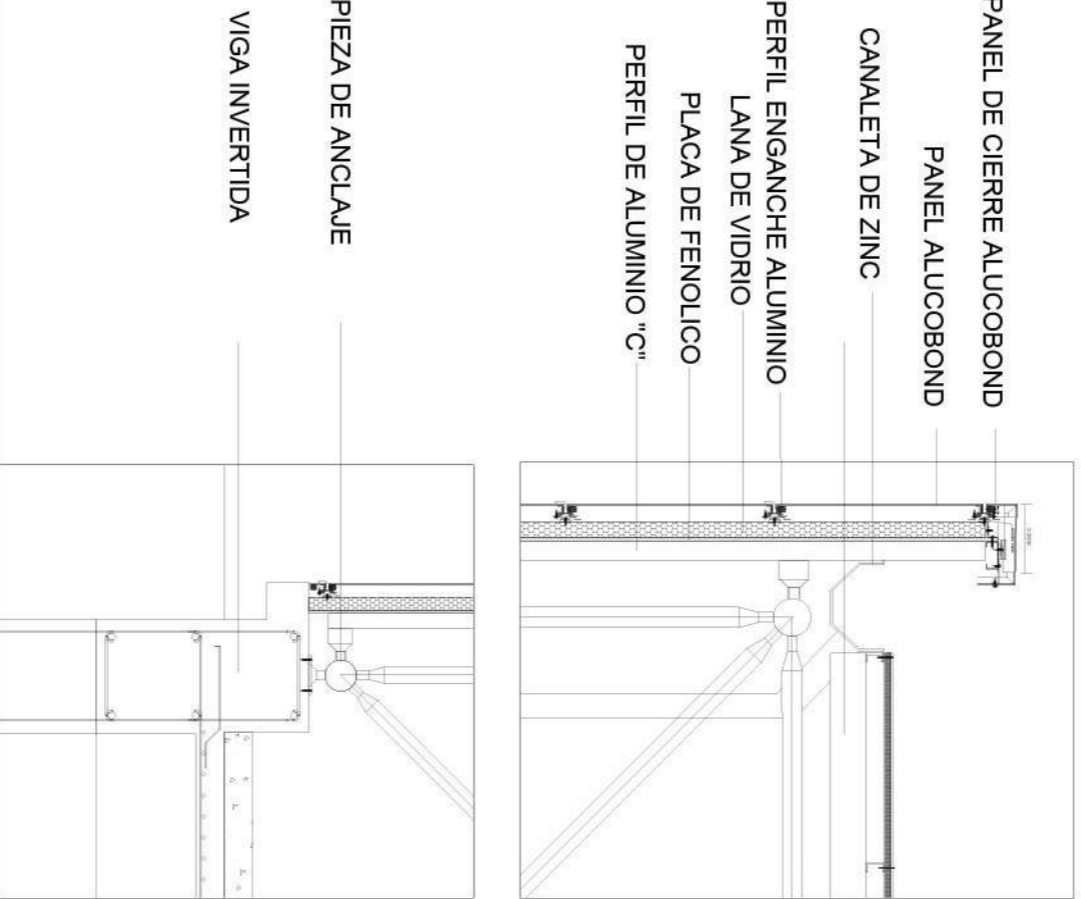 PANEL DE CIERRE ALUCOBOND
PANEL ALUCOBOND
CANALETA DE ZINC
PERFIL ENGANCHE ALUMINIO
LANA DE VIDRIO
PLACA DE FENOLICO
PERFIL DE ALUMINIO "C"
PIEZA DE ANCLAJE
VIGA INVERTIDA